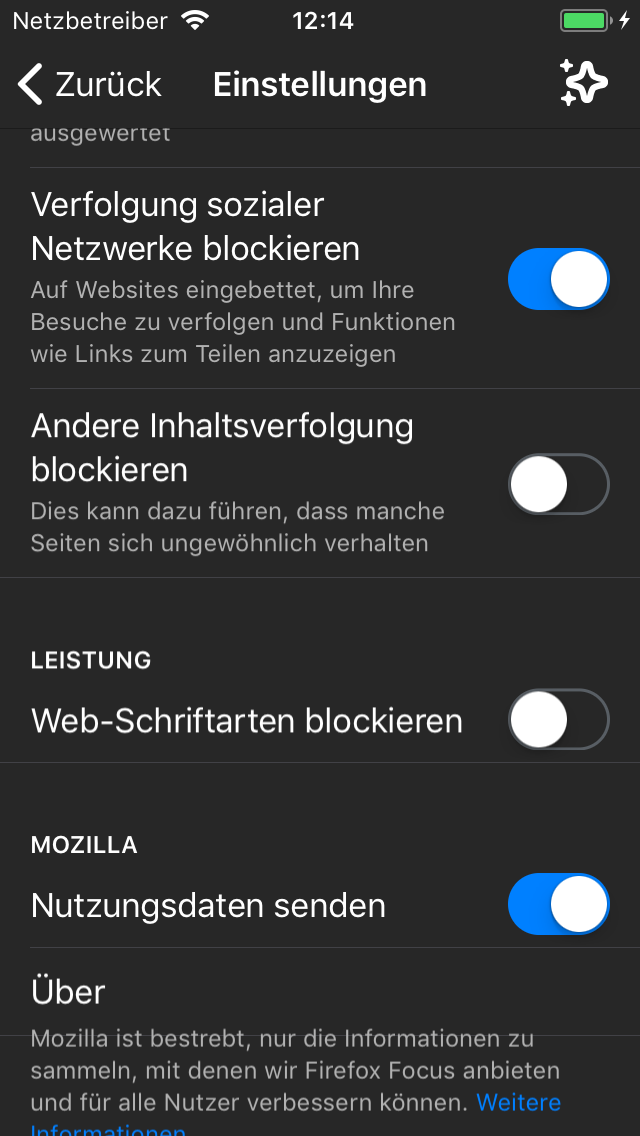 Netzbetreiber 12:14
Zurück Einstellungen
ausgewertet
Verfolgung sozialer
Netzwerke blockieren
Auf Websites eingebettet, um Ihre
Besuche zu verfolgen und Funktionen
wie Links zum Teilen anzuzeigen
Andere Inhaltsverfolgung
blockieren
Dies kann dazu führen, dass manche
Seiten sich ungewöhnlich verhalten
LEISTUNG
Web-Schriftarten blockieren
MOZILLA
Nutzungsdaten senden
Über
Mozilla ist bestrebt, nur die Informationen zu
sammeln, mit denen wir Firefox Focus anbieten
und für alle Nutzer verbessern können. Weitere
Informationen